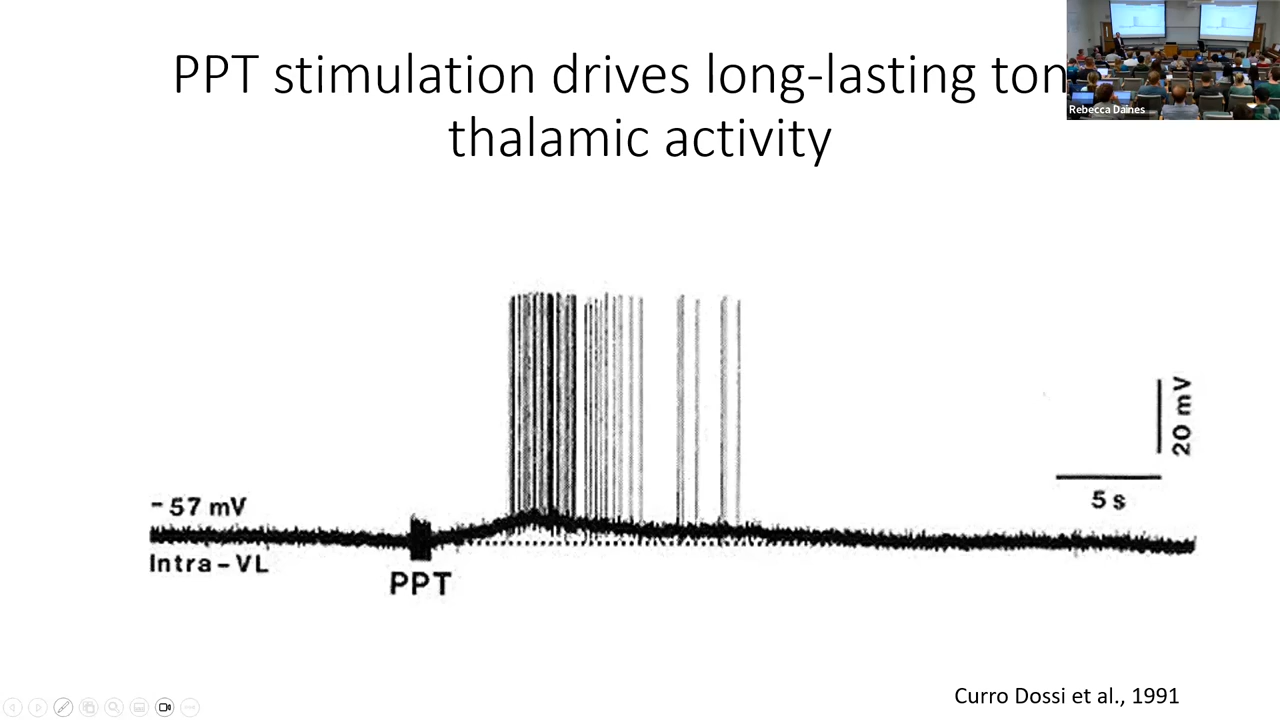 PPT stimulation drives long-lasting ton
thalamic activity
Rebecca Daines
20 mV
5 s
- 57 mV
Intra-VL
PPT
Curro Dossi et al., 1991